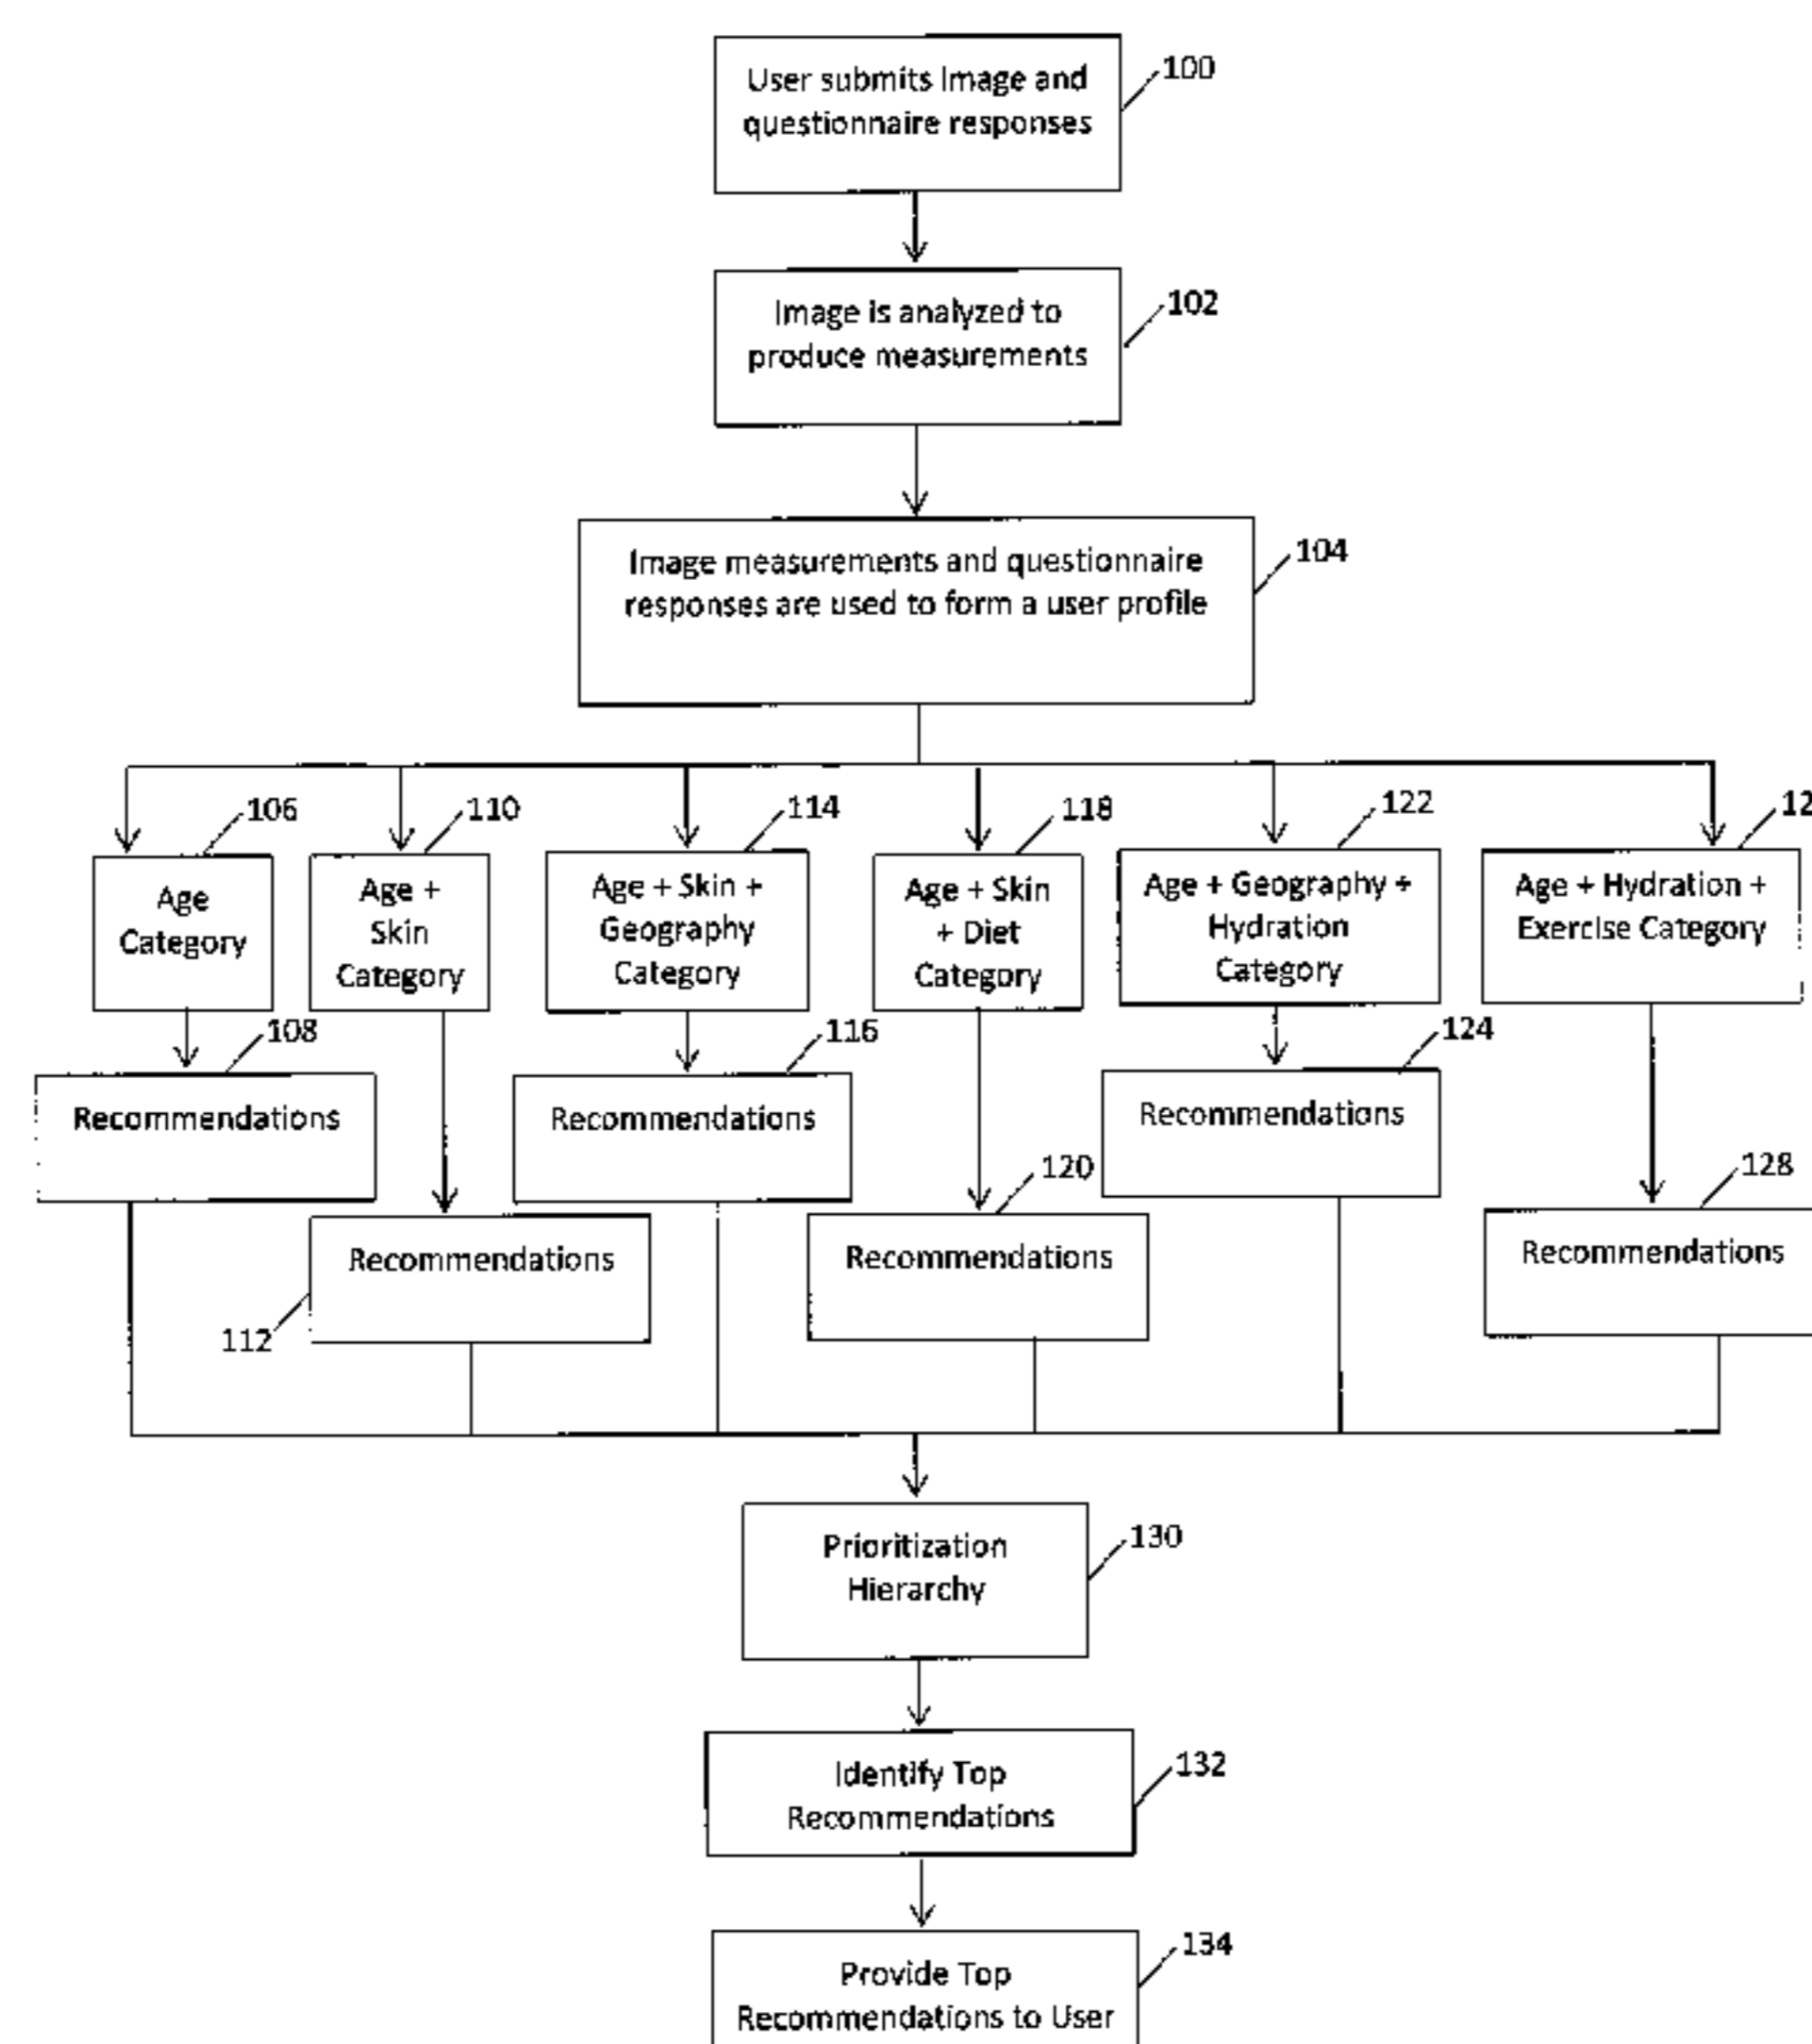 User submits Image and
questionnaire responses
100
Image is analyzed to
produce measurements
102
Image measurements and questionnaire
responses are used to form a user profile
104
106
110
114
118
122
12
Age
Category
Age +
Skin
Category
Age + Skin +
Geography
Category
Age + Skin
+ Diet
Category
Age + Geography +
Hydration
Category
Age + Hydration +
Exercise Category
108
116
124
Recommendations
Recommendations
Recommendations
120
128
Recommendations
Recommendations
Recommendations
112
Prioritization
Hierarchy
130
Identify Top
Recommendations
132
Provide Top
Recommendations to User
134